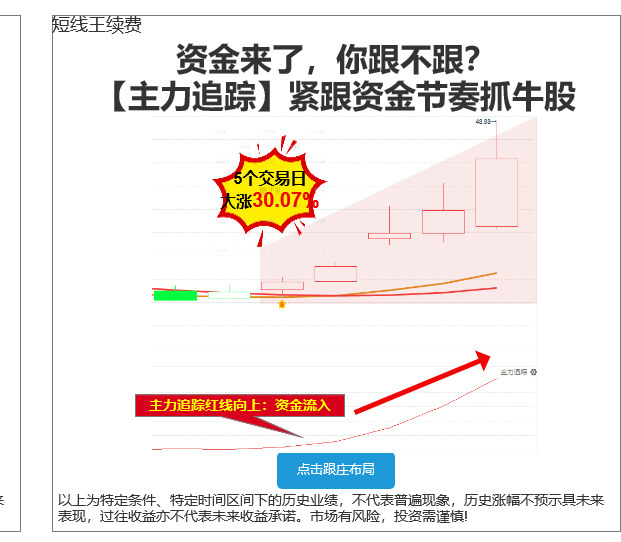 短线王续费
资金来了，你跟不跟？
【主力追踪】紧跟资金节奏抓牛股
48.88
5个交易日
大涨30.07%
主力追踪
主力追踪红线向上：资金流入
点击跟庄布局
以上为特定条件、特定时间区间下的历史业绩，不代表普遍现象，历史涨幅不预示具未来
表现，过往收益亦不代表未来收益承诺。市场有风险，投资需谨慎!